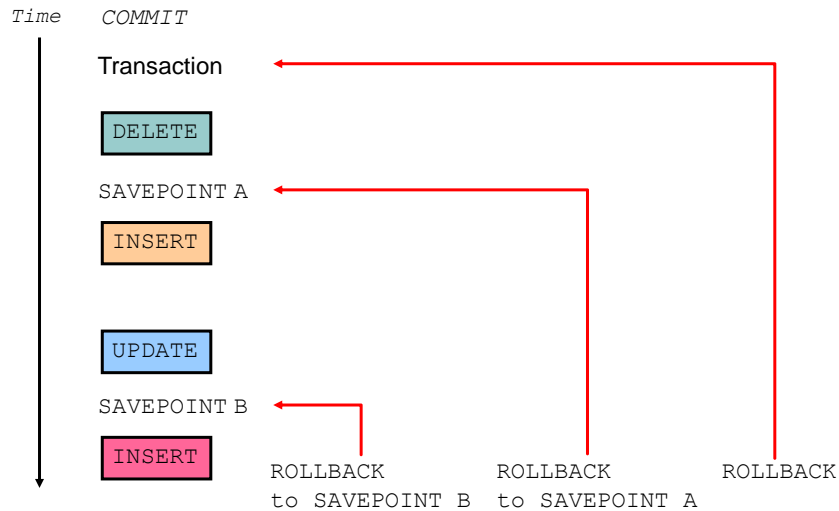 Time COMMIT
Transaction
DELETE
SAVEPOINT A
INSERT
UPDATE
SAVEPOINT B
INSERT
ROLLBACK
to SAVEPOINT B
ROLLBACK
to SAVEPOINT A
ROLLBACK